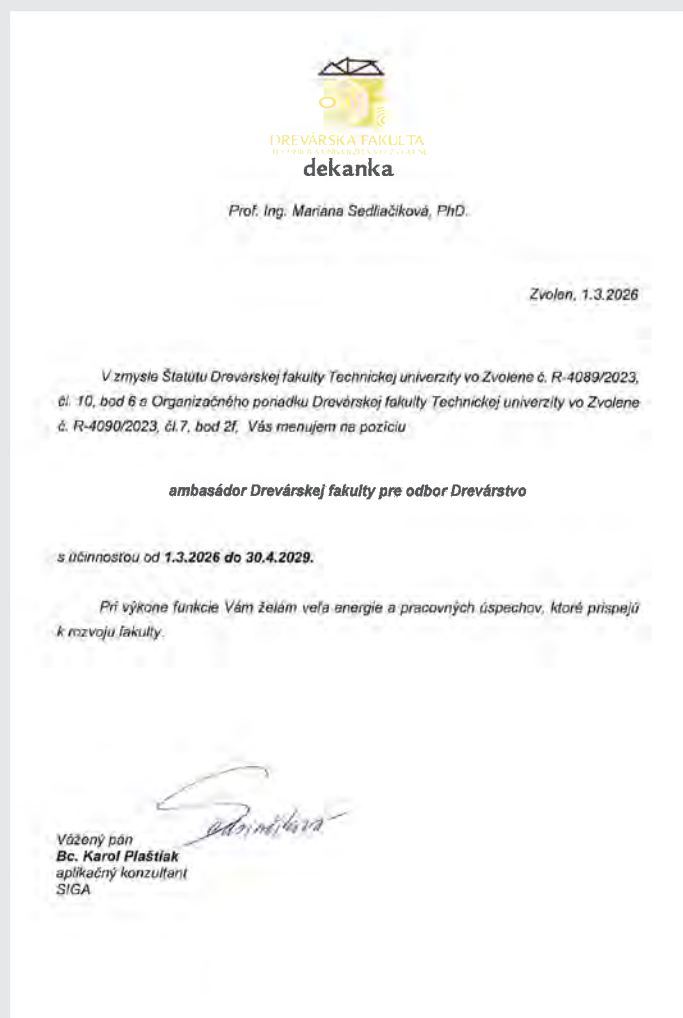 DREVÁRSKA FAKULTA
TECHNICKÁ UNIVERZITA VO ZVOLENE
dekanka
Prof. Ing. Mariana Sedliačiková, PhD.
Zvolen, 1.3.2026
V zmysle Štatútu Drevárskej fakulty Technickej univerzity vo Zvolene č. R-4089/2023,
čl. 10, bod 6 a Organizačného poriadku Drevárskej fakulty Technickej univerzity vo Zvolene
č. R-4090/2023, čl.7, bod 2f, Vás menujem na pozíciu
ambasádor Drevárskej fakulty pre odbor Drevárstvo
s účinnosťou od 1.3.2026 do 30.4.2029.
Pri výkone funkcie Vám želám veľa energie a pracovných úspechov, ktoré prispejú
k rozvoju fakulty.
Vážený pán
Bc. Karol Plaštiak
aplikačný konzultant
SIGA